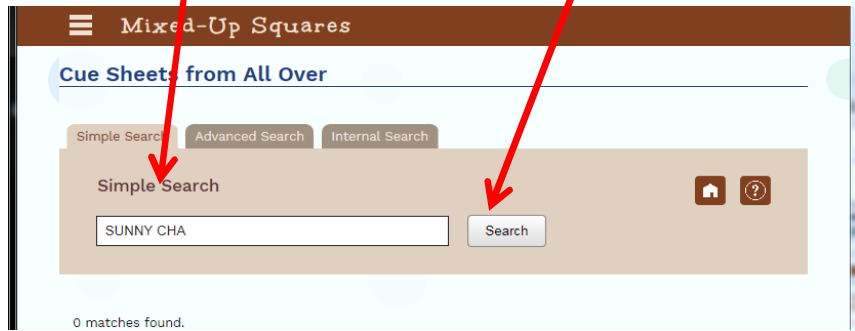 Mixed-Up Squares
Cue Sheets from All Over
Simple Search Advanced Search Internal Search
Simple Search
SUNNY CHA Search
0 matches found.